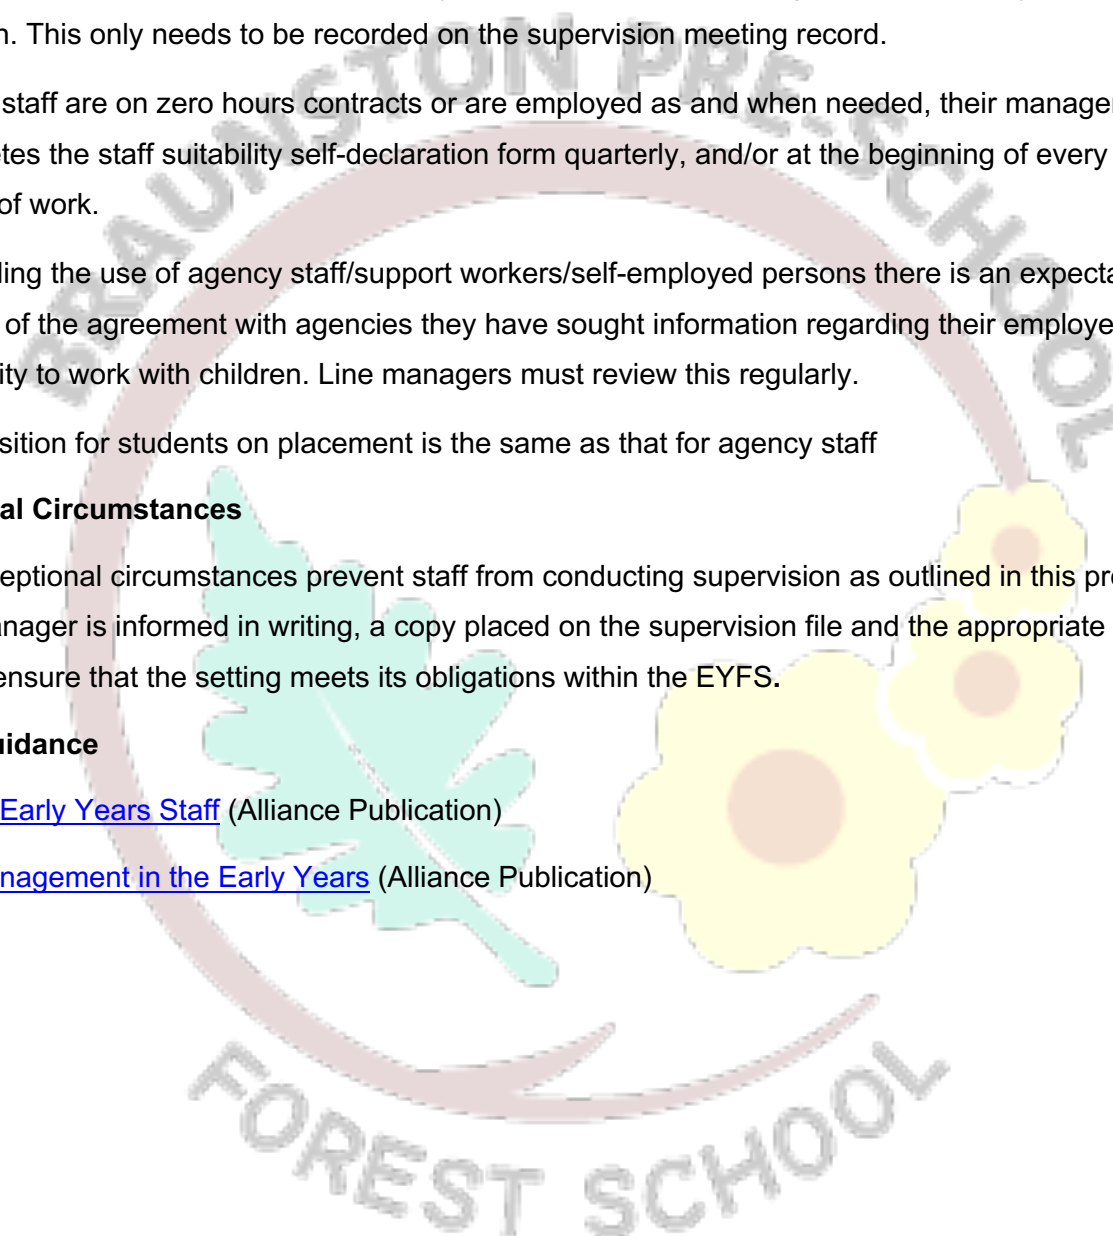 n. This only needs to be recorded on the supervision meeting record.
staff are on zero hours contracts or are employed as and when needed, their manager
etes the staff suitability self-declaration form quarterly, and/or at the beginning of every
of work.
ling the use of agency staff/support workers/self-employed persons there is an expecta
of the agreement with agencies they have sought information regarding their employe
ity to work with children. Line managers must review this regularly.
sition for students on placement is the same as that for agency staff
al Circumstances
eptional circumstances prevent staff from conducting supervision as outlined in this pro
anager is informed in writing, a copy placed on the supervision file and the appropriate
ensure that the setting meets its obligations within the EYFS.
uidance
Early Years Staff (Alliance Publication)
nagement in the Early Years (Alliance Publication)
BRAUNSTON PRE-SCHOOL
FOREST SCHOOL